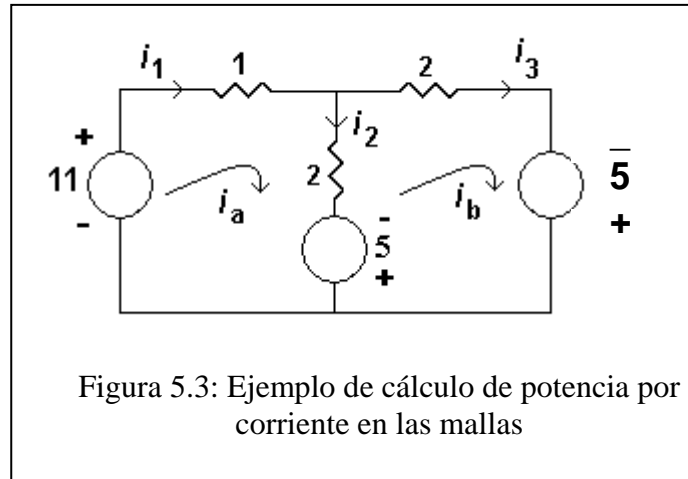 i1 1 2 i3
i2
+ 11 -
2
ia
ib
- 5 +
- 5 +
Figura 5.3: Ejemplo de cálculo de potencia por
corriente en las mallas